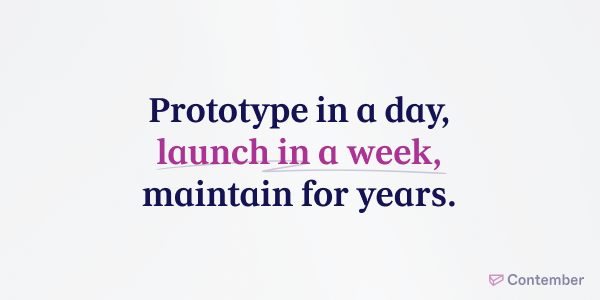 Prototype in a day,
launch in a week,
maintain for years.
Contember